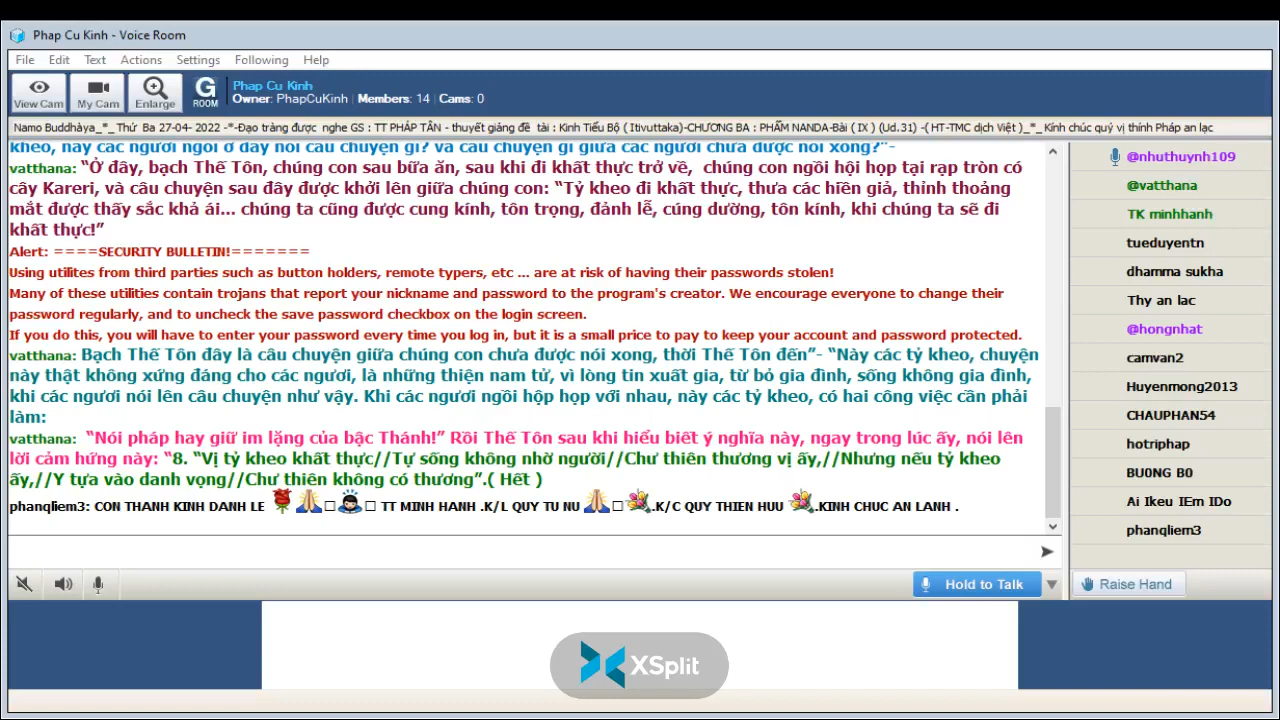 Phap Cu Kinh - Voice Room
File Edit Text Actions Settings Following Help
View Cam My Cam Enlarge G ROOM
Phap Cu Kinh
Owner: PhapCuKinh Members: 14 Cams: 0
Namo Buddhàya_*_ Thứ Ba 27-04- 2022 -*-Đạo tràng được nghe GS : TT PHÁP TÂN - thuyết giảng đề tài : Kinh Tiểu Bộ ( Itivuttaka)-CHƯƠNG BA : PHẨM NANDA-Bài ( IX ) (Ud.31) -( HT-TMC dịch Việt )_*_ Kính chúc quý vị thính Pháp an lạc
kheo, này các người ngồi ở đây nói câu chuyện gì? và câu chuyện gì giữa các người chưa được nói xong?"-
vatthana: “Ở đây, bạch Thế Tôn, chúng con sau bữa ăn, sau khi đi khất thực trở về, chúng con ngồi hội họp tại rạp tròn có
cây Kareri, và câu chuyện sau đây được khởi lên giữa chúng con: “Tỷ kheo đi khất thực, thưa các hiền giả, thỉnh thoảng
mắt được thấy sắc khả ái... chúng ta cũng được cung kính, tôn trọng, đảnh lễ, cúng dường, tôn kính, khi chúng ta sẽ đi
khất thực!”
Alert: ====SECURITY BULLETIN!=======
Using utilites from third parties such as button holders, remote typers, etc ... are at risk of having their passwords stolen!
Many of these utilities contain trojans that report your nickname and password to the program's creator. We encourage everyone to change their
password regularly, and to uncheck the save password checkbox on the login screen.
If you do this, you will have to enter your password every time you log in, but it is a small price to pay to keep your account and password protected.
vatthana: Bạch Thế Tôn đây là câu chuyện giữa chúng con chưa được nói xong, thời Thế Tôn đến”- “Này các tỷ kheo, chuyện
này thật không xứng đáng cho các ngươi, là những thiện nam tử, vì lòng tin xuất gia, từ bỏ gia đình, sống không gia đình,
khi các ngươi nói lên câu chuyện như vậy. Khi các ngươi ngồi hộp họp với nhau, này các tỷ kheo, có hai công việc cần phải
làm:
vatthana: “Nói pháp hay giữ im lặng của bậc Thánh!” Rồi Thế Tôn sau khi hiểu biết ý nghĩa này, ngay trong lúc ấy, nói lên
lời cảm hứng này: “8. “Vị tỷ kheo khất thực//Tự sống không nhờ người//Chư thiên thương vị ấy,//Nhưng nếu tỷ kheo
ấy,//Y tựa vào danh vọng//Chư thiên không có thương”.( Hết )
phanqliem3: CON THANH KINH DANH LE 🌹🙏□🙇□ TT MINH HANH .K/L QUY TU NU 🙏□💐.K/C QUY THIEN HUU 💐.KINH CHUC AN LANH .
Hold to Talk
@nhuthuynh109
@vatthana
TK minhhanh
tueduyentn
dhamma sukha
Thy an lac
@hongnhat
camvan2
Huyenmong2013
CHAUPHAN54
hotriphap
BU0NG B0
Ai Ikeu IEm IDo
phanqliem3
Raise Hand
XSplit